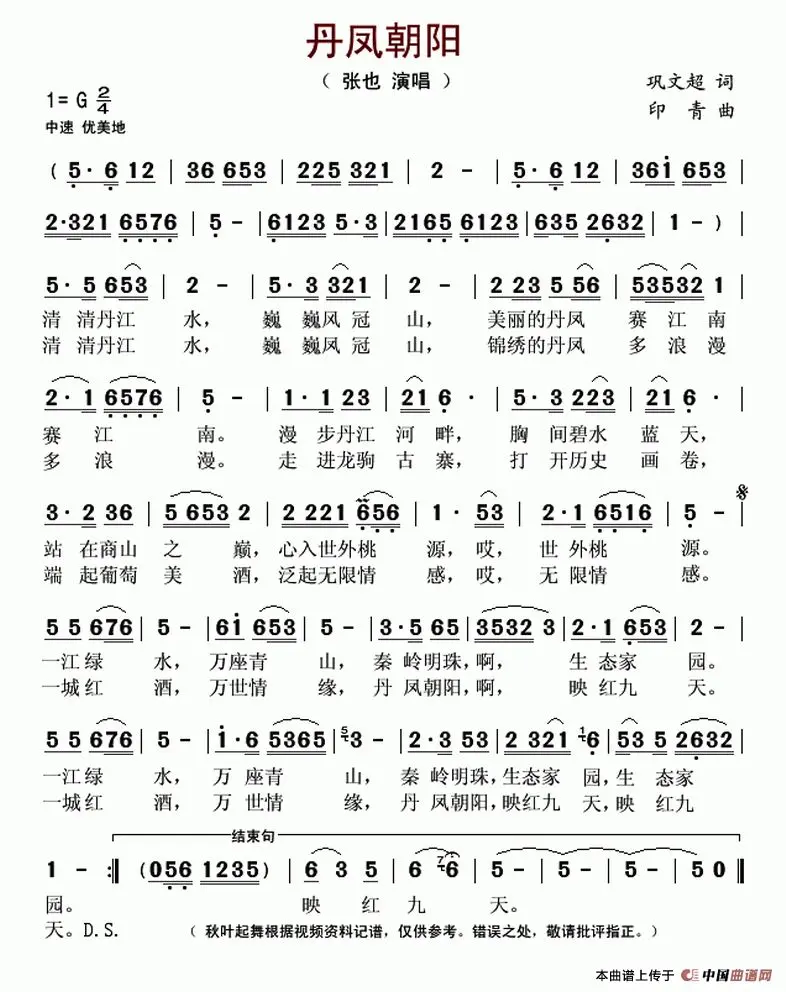 丹凤朝阳
（ 张也 演唱 ）
巩文超 词
1= G 2/4
印 青 曲
中速 优美地
( 5· 6 12 | 36 653 | 225 321 | 2 - | 5· 6 12 | 361 653 |
2·321 6576 | 5 - | 6123 5·3 | 2165 6123 | 635 2632 | 1 - ) |
5· 5 653 | 2 - | 5· 3 321 | 2 - | 2 23 5 56 | 53532 1 |
清 清丹江 水， 巍 巍凤 冠 山， 美丽的丹凤 赛江南
清 清丹江 水， 巍 巍凤 冠 山， 锦绣的丹凤 多浪漫
2· 1 6576 | 5 - | 1· 1 23 | 21 6· | 5· 3 223 | 21 6· |
赛 江 南。 漫 步丹江 河 畔， 胸 间碧水 蓝 天，
多 浪 漫。 走 进龙驹 古 寨， 打 开历史 画 卷，
3· 2 36 | 5 653 2 | 2 221 656 | 1· 53 | 2·1 6516 | 5 - |
站 在商山 之 巅， 心入世外桃 源，哎， 世 外桃 源。
端 起葡萄 美 酒， 泛起无限情 感，哎， 无 限情 感。
5 5 676 | 5 - | 61 653 | 5 - | 3·5 65 | 3532 3 | 2·1 653 | 5 - |
一江绿 水， 万座青 山， 秦 岭明珠，啊， 生 态家 园。
一城红 酒， 万世情 缘， 丹 凤朝阳，啊， 映 红九 天。
5 5 676 | 5 - | 1· 6 5365 | 5 3 - | 2·3 53 | 2 321 1 6· | 53 5 2632 |
一江绿 水， 万 座青 山， 秦 岭明珠，生态家 园，生 态家
一城红 酒， 万 世情 缘， 丹 凤朝阳，映红九 天，映 红九
结束句
1 - :‖ (056 1235) | 6 3 5 | 6· 7 6 | 5 - | 5 - | 5 - | 5 0 ‖
园。 映 红 九 天。
天。D.S. （ 秋叶起舞根据视频资料记谱，仅供参考。错误之处，敬请批评指正。）
本曲谱上传于 中国曲谱网